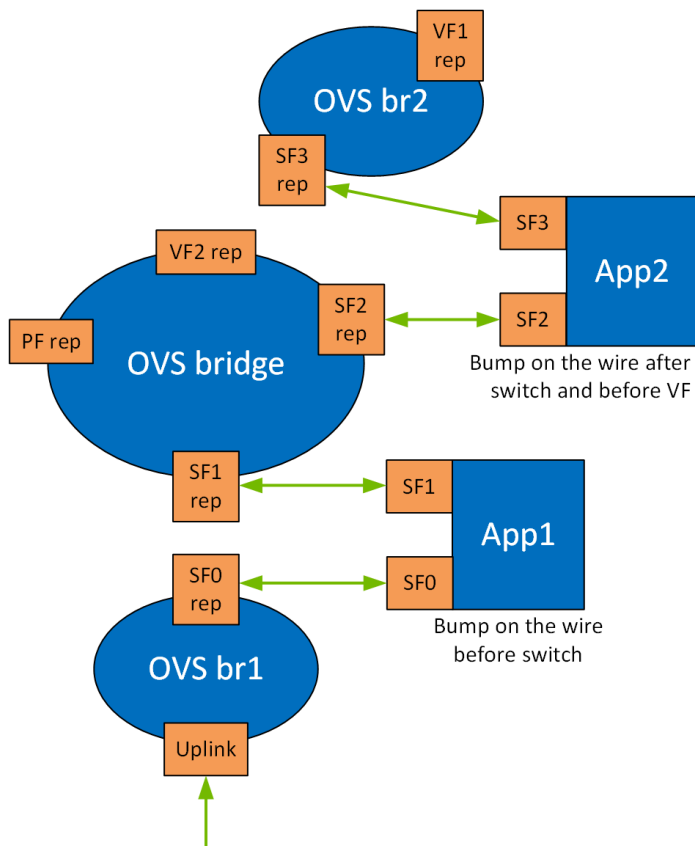 VF1
rep
OVS br2
SF3
rep
SF3
App2
SF2
Bump on the wire after
switch and before VF
VF2 rep
SF2
rep
PF rep
OVS bridge
SF1
rep
SF1
App1
SF0
Bump on the wire
before switch
SF0
rep
OVS br1
Uplink